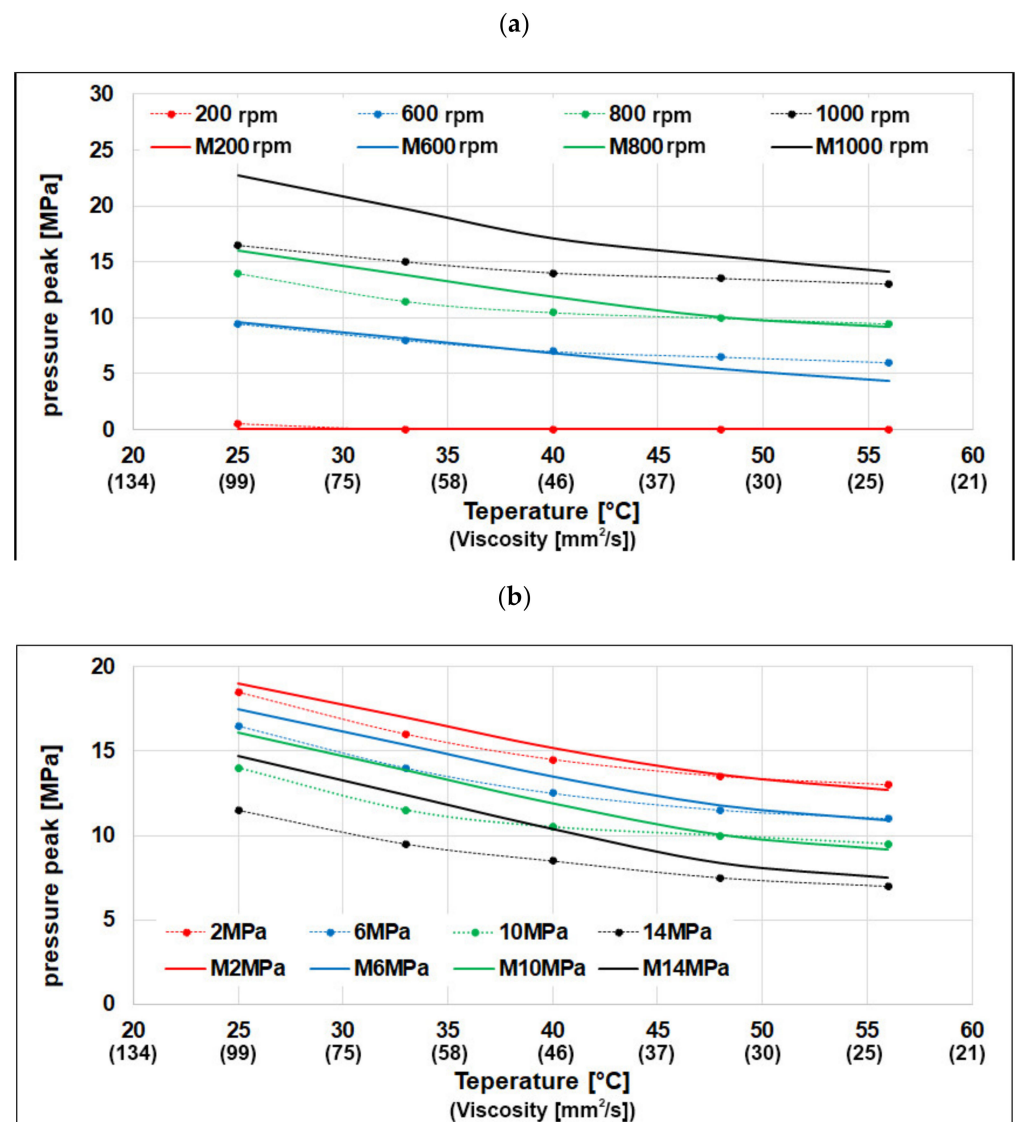 (a)
30
200 rpm 600 rpm 800 rpm 1000 rpm
M200 rpm M600 rpm M800 rpm M1000 rpm
25
20
15
10
5
0
pressure peak [MPa]
20 25 30 35 40 45 50 55 60
(134) (99) (75) (58) (46) (37) (30) (25) (21)
Teperature [°C]
(Viscosity [mm²/s])
(b)
20
15
10
5
0
pressure peak [MPa]
2MPa 6MPa 10MPa 14MPa
M2MPa M6MPa M10MPa M14MPa
20 25 30 35 40 45 50 55 60
(134) (99) (75) (58) (46) (37) (30) (25) (21)
Teperature [°C]
(Viscosity [mm²/s])